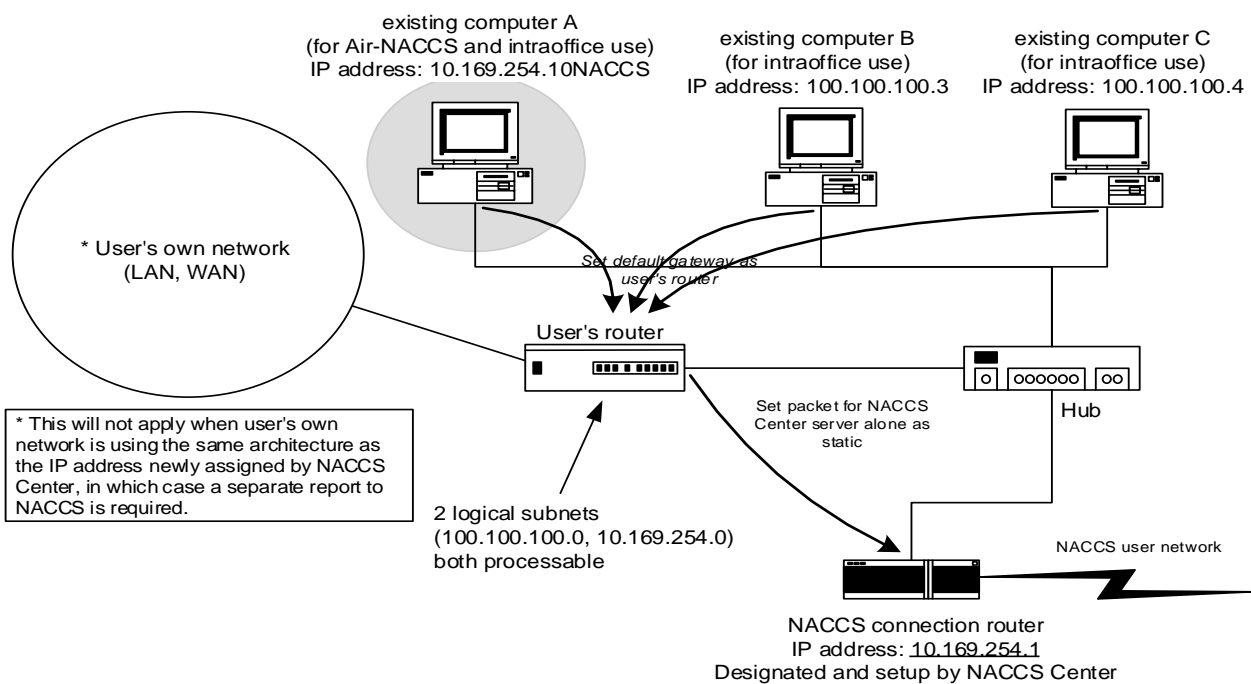 existing computer A
(for Air-NACCS and intraoffice use)
IP address: 10.169.254.10NACCS
existing computer B
(for intraoffice use)
IP address: 100.100.100.3
existing computer C
(for intraoffice use)
IP address: 100.100.100.4
* User's own network
(LAN, WAN)
Set default gateway as
user's router
User's router
Hub
Set packet for NACCS
Center server alone as
static
* This will not apply when user's own
network is using the same architecture as
the IP address newly assigned by NACCS
Center, in which case a separate report to
NACCS is required.
2 logical subnets
(100.100.100.0, 10.169.254.0)
both processable
NACCS user network
NACCS connection router
IP address: 10.169.254.1
Designated and setup by NACCS Center